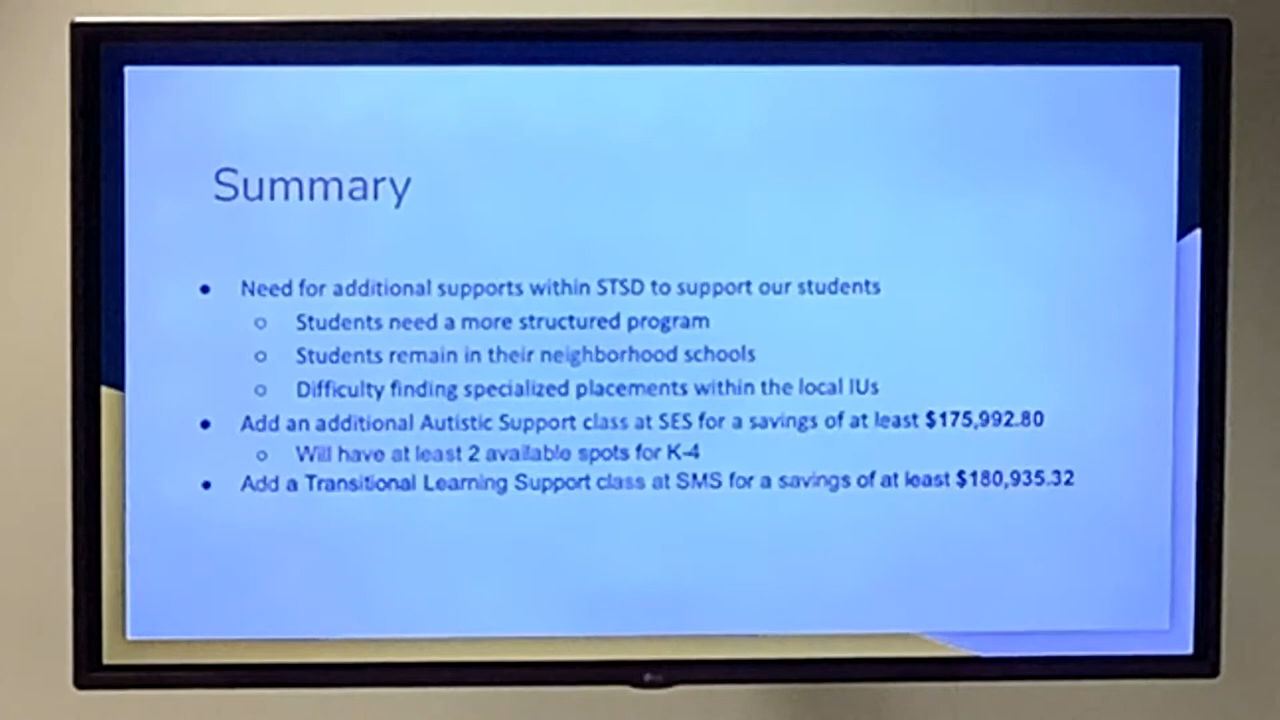 Summary
● Need for additional supports within STSD to support our students
○ Students need a more structured program
○ Students remain in their neighborhood schools
○ Difficulty finding specialized placements within the local IUs
● Add an additional Autistic Support class at SES for a savings of at least $175,992.80
○ Will have at least 2 available spots for K-4
● Add a Transitional Learning Support class at SMS for a savings of at least $180,935.32
LG